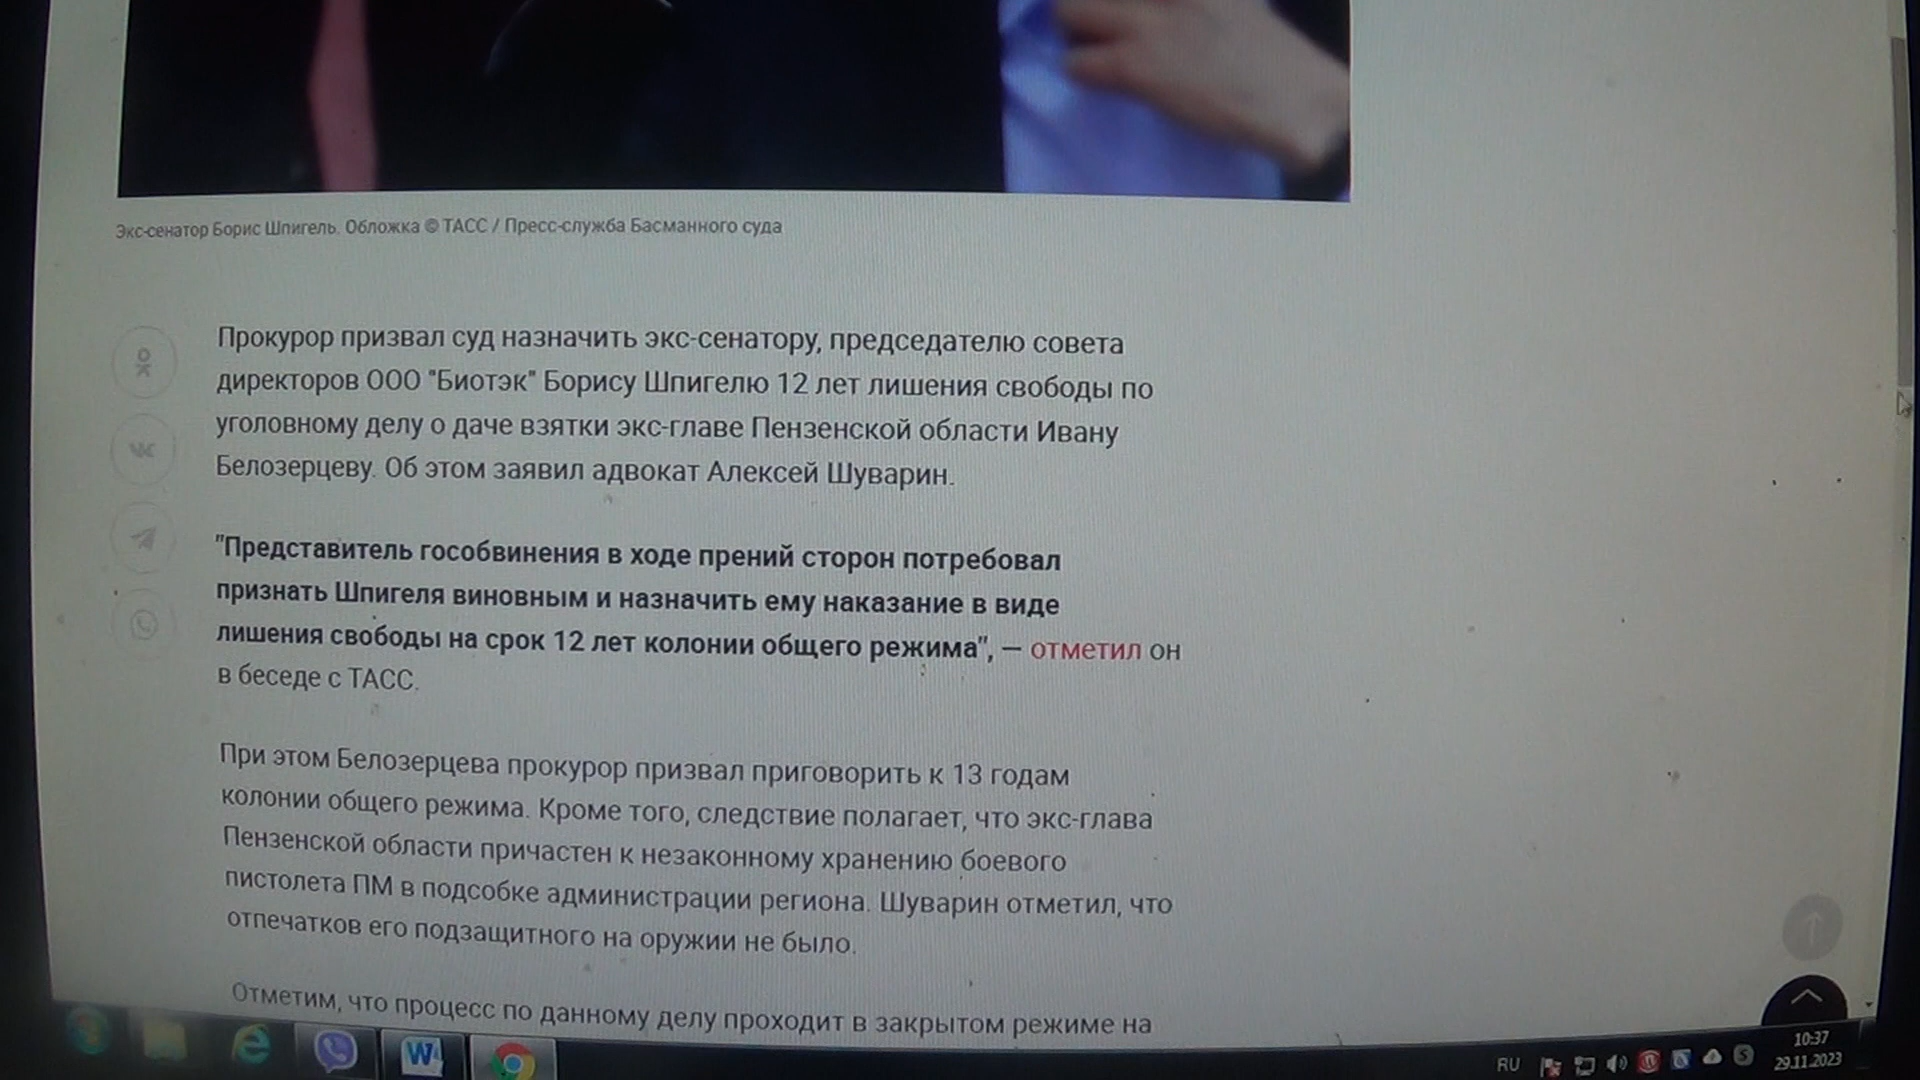 Экс-сенатор Борис Шпигель. Обложка © ТАСС / Пресс-служба Басманного суда
Прокурор призвал суд назначить экс-сенатору, председателю совета
директоров ООО "Биотэк" Борису Шпигелю 12 лет лишения свободы по
уголовному делу о даче взятки экс-главе Пензенской области Ивану
Белозерцеву. Об этом заявил адвокат Алексей Шуварин.
"Представитель гособвинения в ходе прений сторон потребовал
признать Шпигеля виновным и назначить ему наказание в виде
лишения свободы на срок 12 лет колонии общего режима", — отметил он
в беседе с ТАСС.
При этом Белозерцева прокурор призвал приговорить к 13 годам
колонии общего режима. Кроме того, следствие полагает, что экс-глава
Пензенской области причастен к незаконному хранению боевого
пистолета ПМ в подсобке администрации региона. Шуварин отметил, что
отпечатков его подзащитного на оружии не было.
Отметим, что процесс по данному делу проходит в закрытом режиме на
RU
10:37
29.11.2023